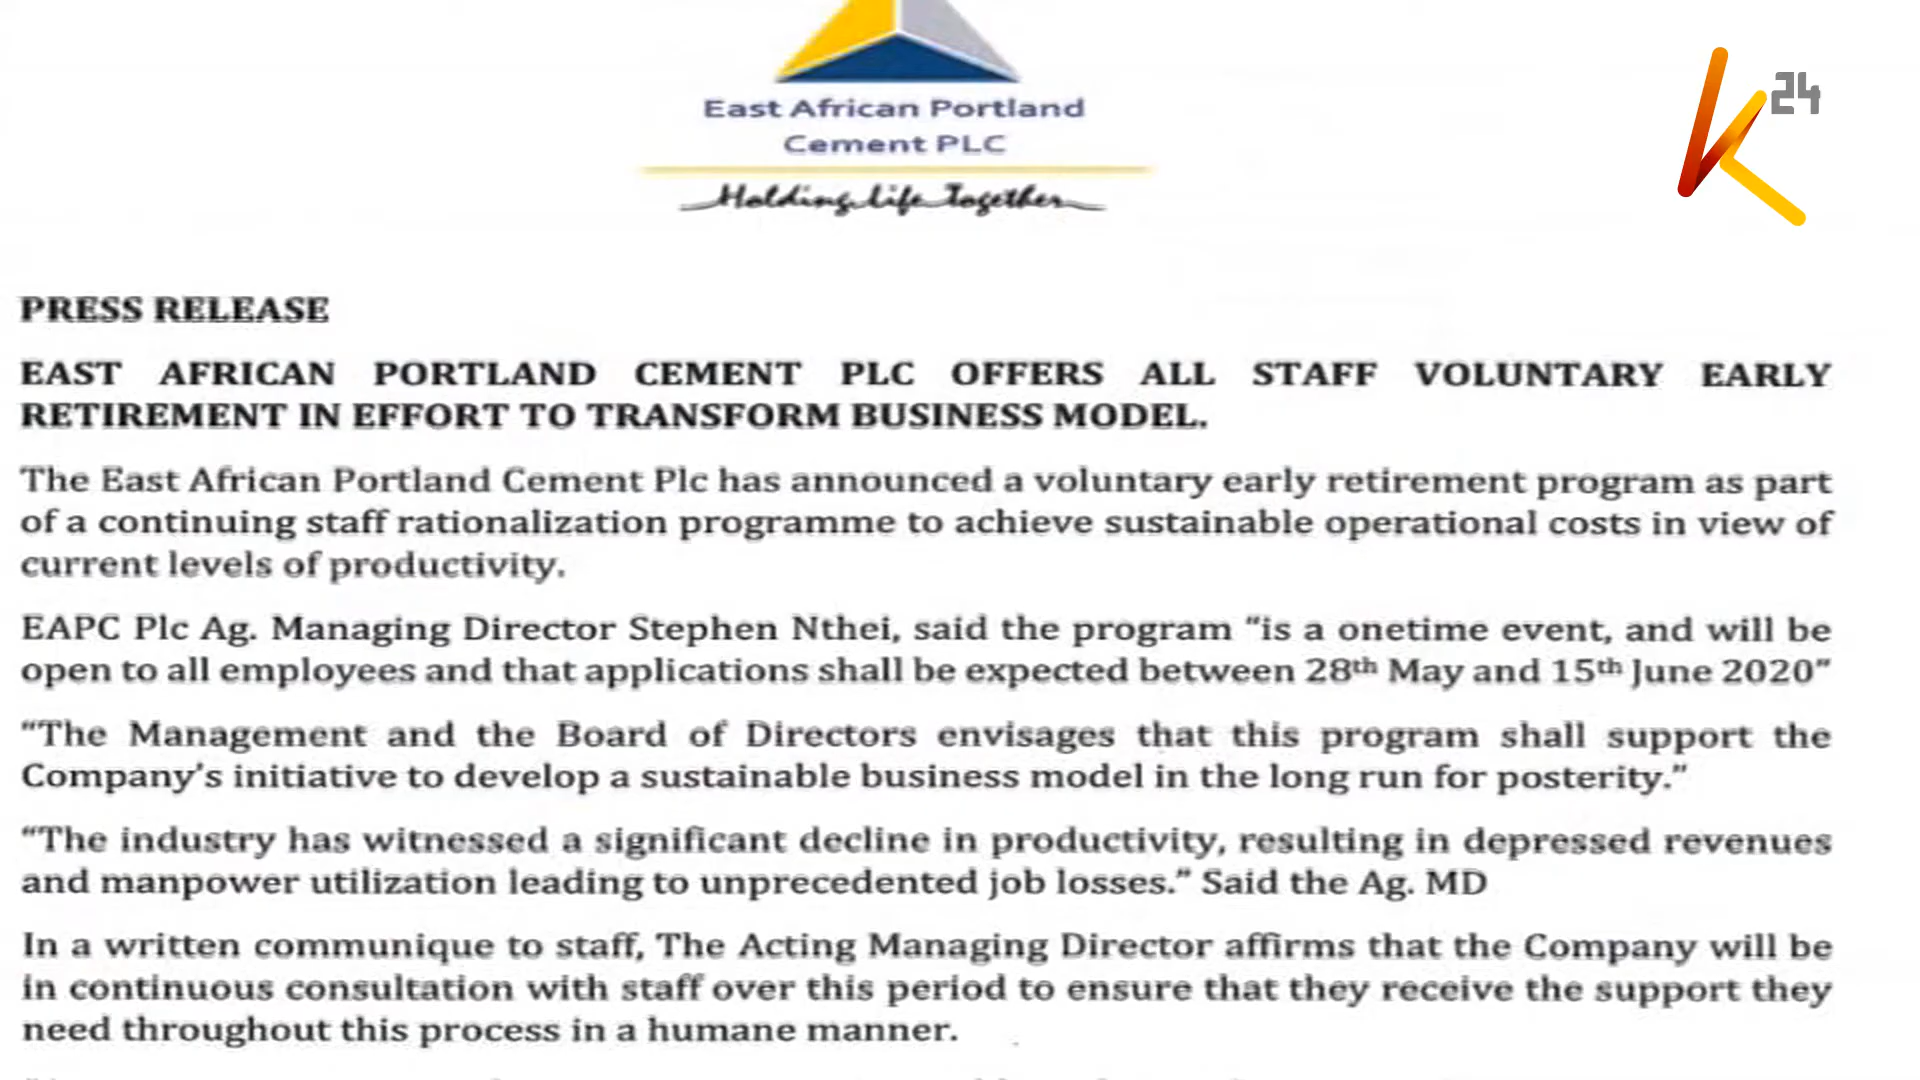 East African Portland
Cement PLC
Holding Life Together
K24
PRESS RELEASE
EAST AFRICAN PORTLAND CEMENT PLC OFFERS ALL STAFF VOLUNTARY EARLY
RETIREMENT IN EFFORT TO TRANSFORM BUSINESS MODEL.
The East African Portland Cement Plc has announced a voluntary early retirement program as part
of a continuing staff rationalization programme to achieve sustainable operational costs in view of
current levels of productivity.
EAPC Plc Ag. Managing Director Stephen Nthei, said the program “is a onetime event, and will be
open to all employees and that applications shall be expected between 28th May and 15th June 2020”
“The Management and the Board of Directors envisages that this program shall support the
Company’s initiative to develop a sustainable business model in the long run for posterity.”
“The industry has witnessed a significant decline in productivity, resulting in depressed revenues
and manpower utilization leading to unprecedented job losses.” Said the Ag. MD
In a written communique to staff, The Acting Managing Director affirms that the Company will be
in continuous consultation with staff over this period to ensure that they receive the support they
need throughout this process in a humane manner.